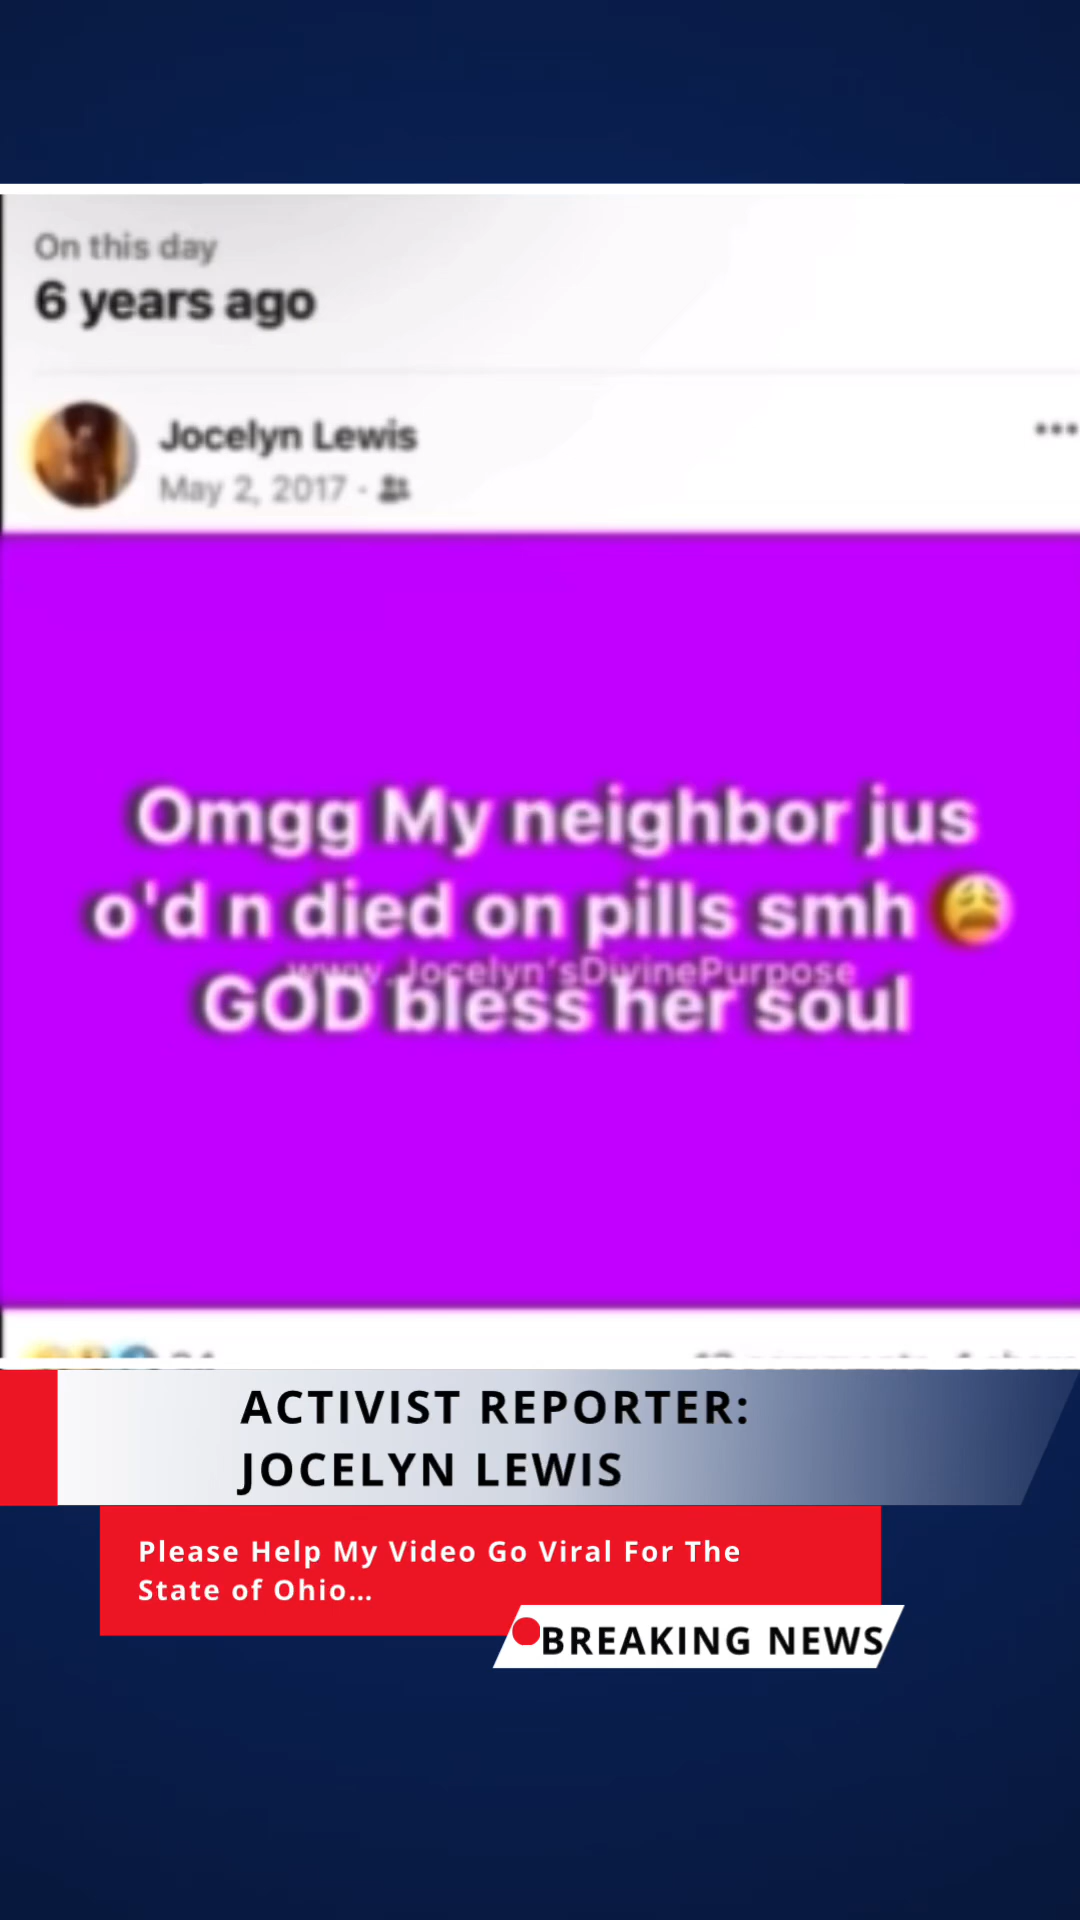 On this day
6 years ago
Jocelyn Lewis
May 2, 2017 ·
Omgg My neighbor jus
o'd n died on pills smh 😩
www.Jocelyn'sDivinePurpose
GOD bless her soul
ACTIVIST REPORTER:
JOCELYN LEWIS
Please Help My Video Go Viral For The
State of Ohio...
BREAKING NEWS